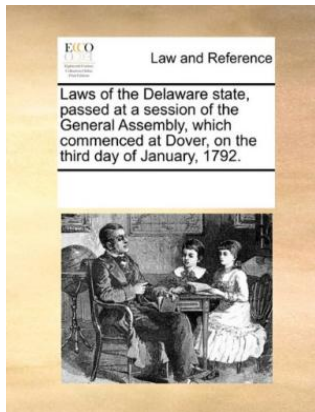 ECCO
Law and Reference
Laws of the Delaware state,
passed at a session of the
General Assembly, which
commenced at Dover, on the
third day of January, 1792.